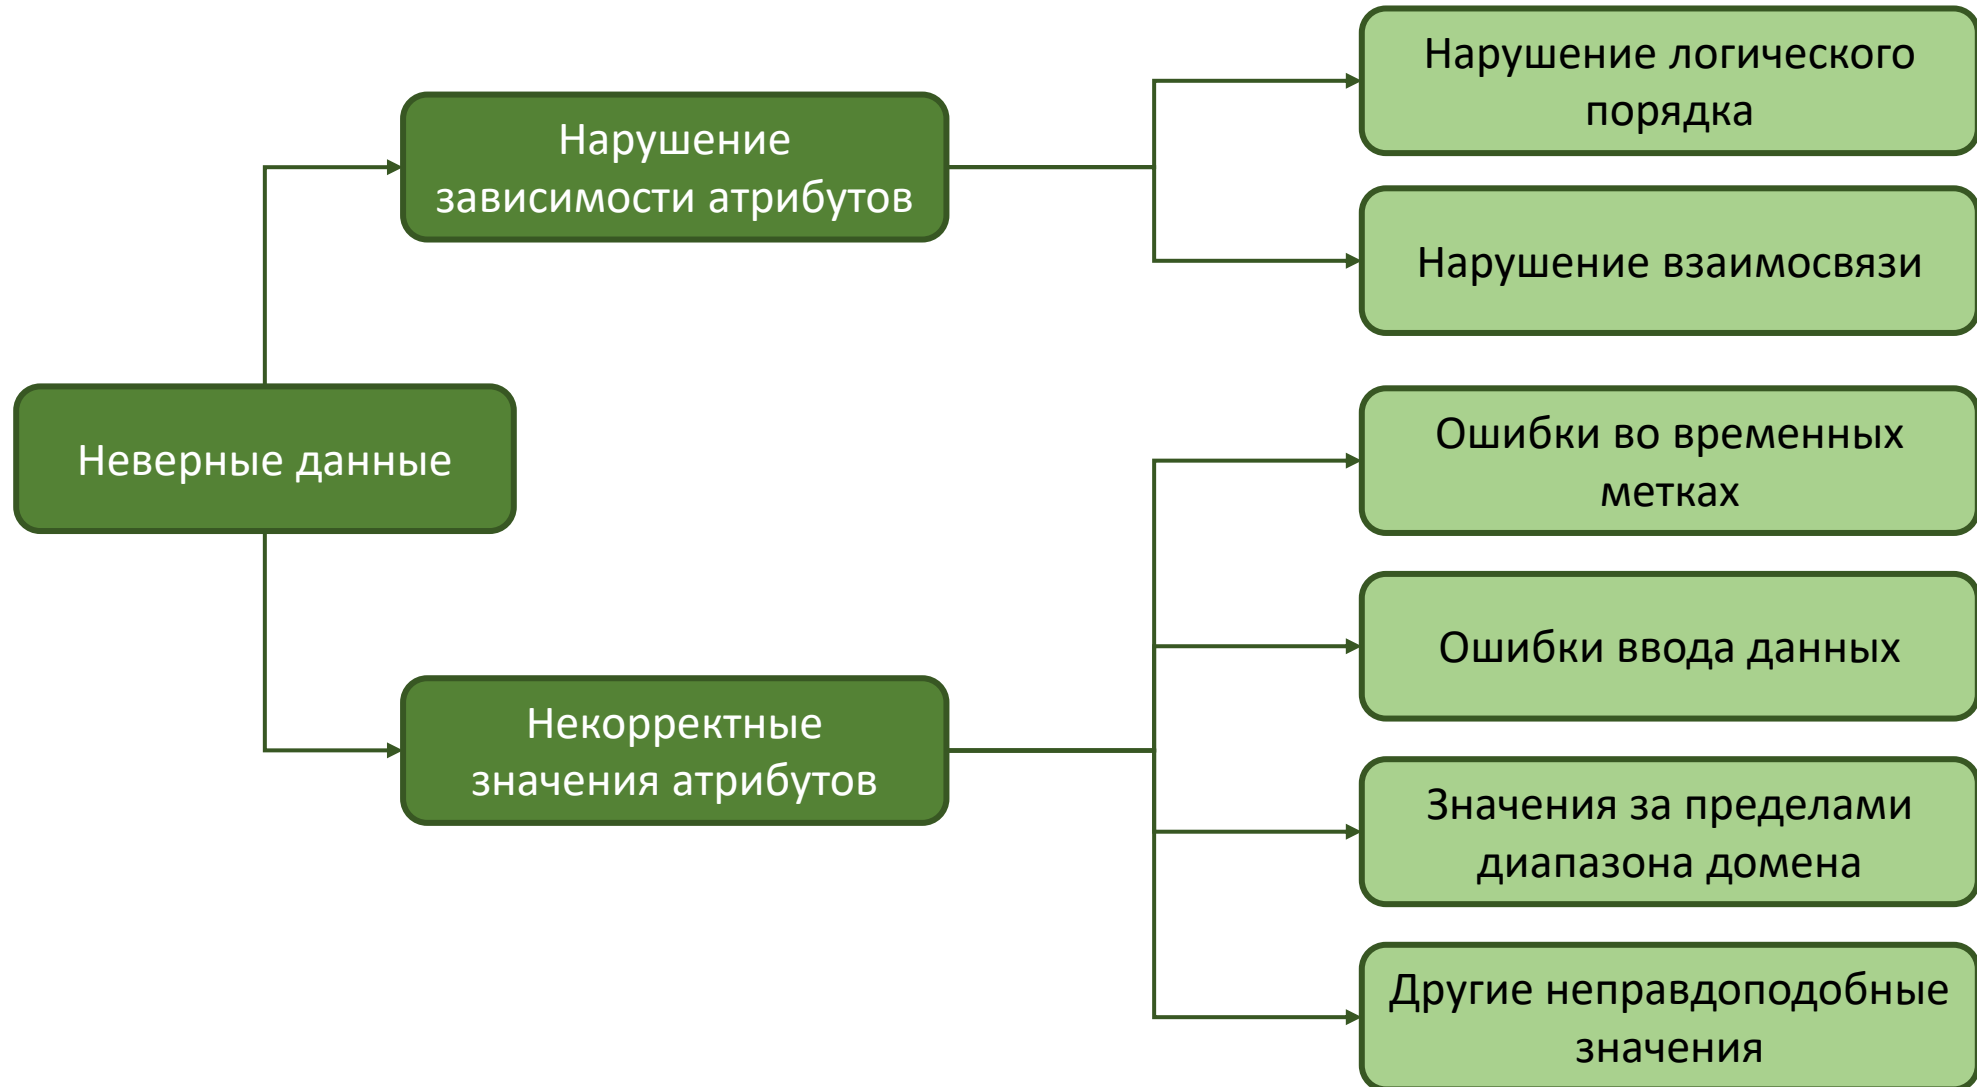 Нарушение логического
порядка
Нарушение
зависимости атрибутов
Нарушение взаимосвязи
Неверные данные
Ошибки во временных
метках
Ошибки ввода данных
Некорректные
значения атрибутов
Значения за пределами
диапазона домена
Другие неправдоподобные
значения